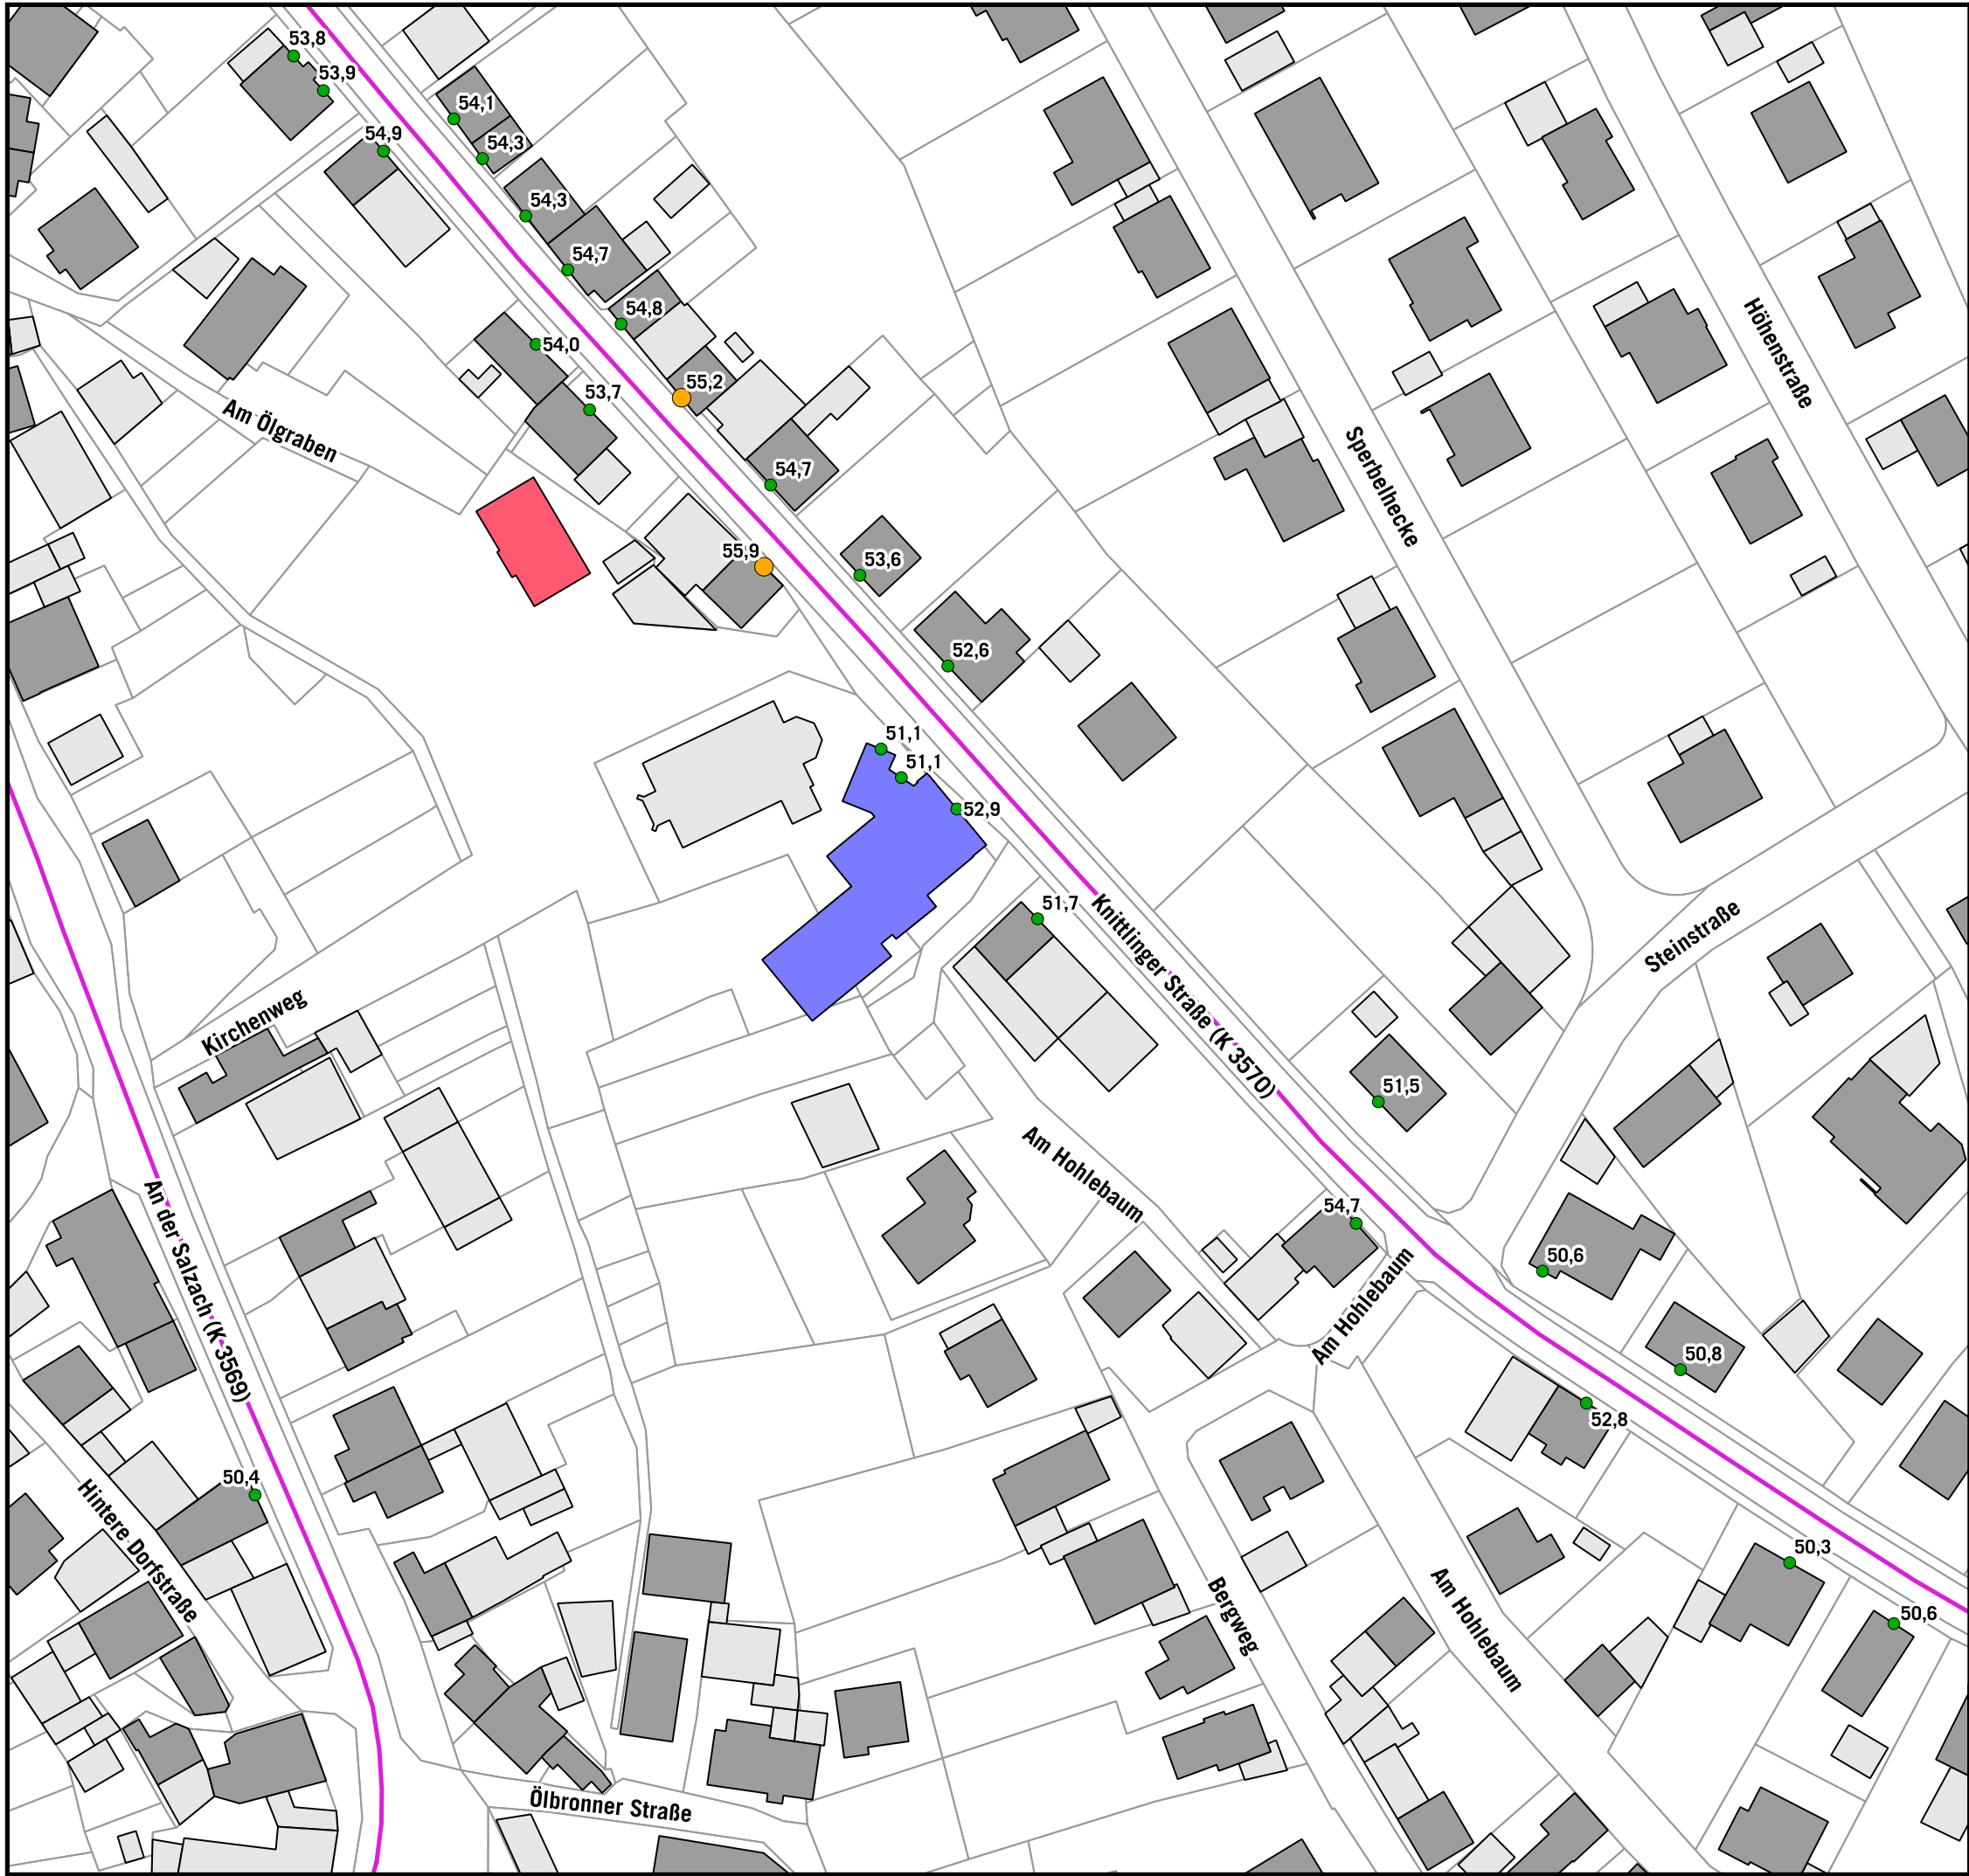 53,8
53,9
54,1
54,9
54,3
54,3
54,7
54,8
54,0
55,2
53,7
Höhenstraße
Am Ölgraben
Sperbelhecke
54,7
55,9
53,6
52,6
51,1
51,1
52,9
51,7
Knittlinger Straße (K 3570)
Steinstraße
Kirchenweg
51,5
Am Hohlebaum
An der Salzach (K 3569)
54,7
50,6
Am Hohlebaum
50,8
52,8
50,4
Hintere Dorfstraße
50,3
Bergweg
Am Hohlebaum
50,6
Ölbronner Straße